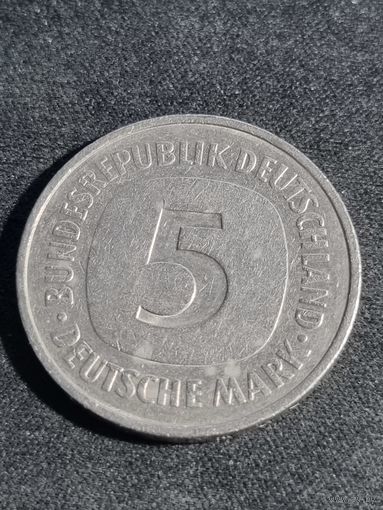 BUNDESREPUBLIK DEUTSCHLAND
5
DEUTSCHE MARK